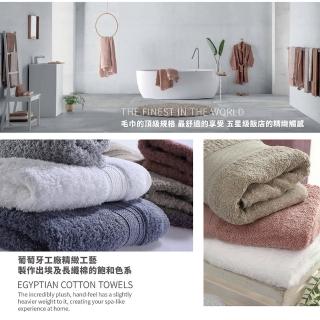 THE FINEST IN THE WORLD
毛巾的頂級規格 最舒適的享受 五星級飯店的精緻觸感
葡萄牙工廠精緻工藝
製作出埃及長纖棉的飽和色系
EGYPTIAN COTTON TOWELS
The incredibly plush, hand-feel has a slightly
heavier weight to it, creating your spa-like
experience at home.